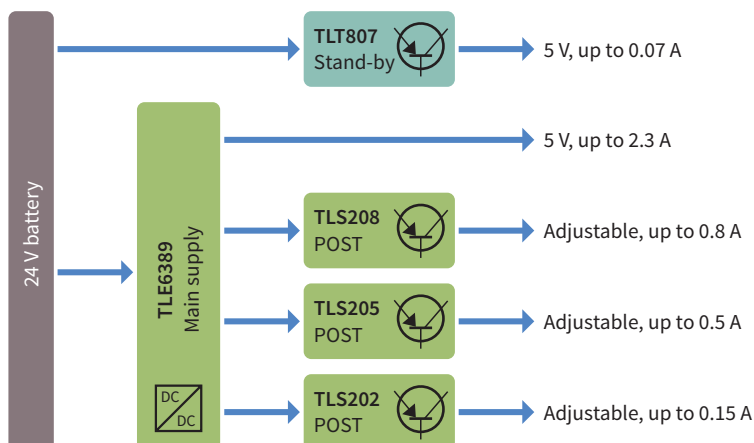 24 V battery
TLT807
Stand-by
5 V, up to 0.07 A
TLE6389
Main supply
DC
DC
5 V, up to 2.3 A
TLS208
POST
Adjustable, up to 0.8 A
TLS205
POST
Adjustable, up to 0.5 A
TLS202
POST
Adjustable, up to 0.15 A